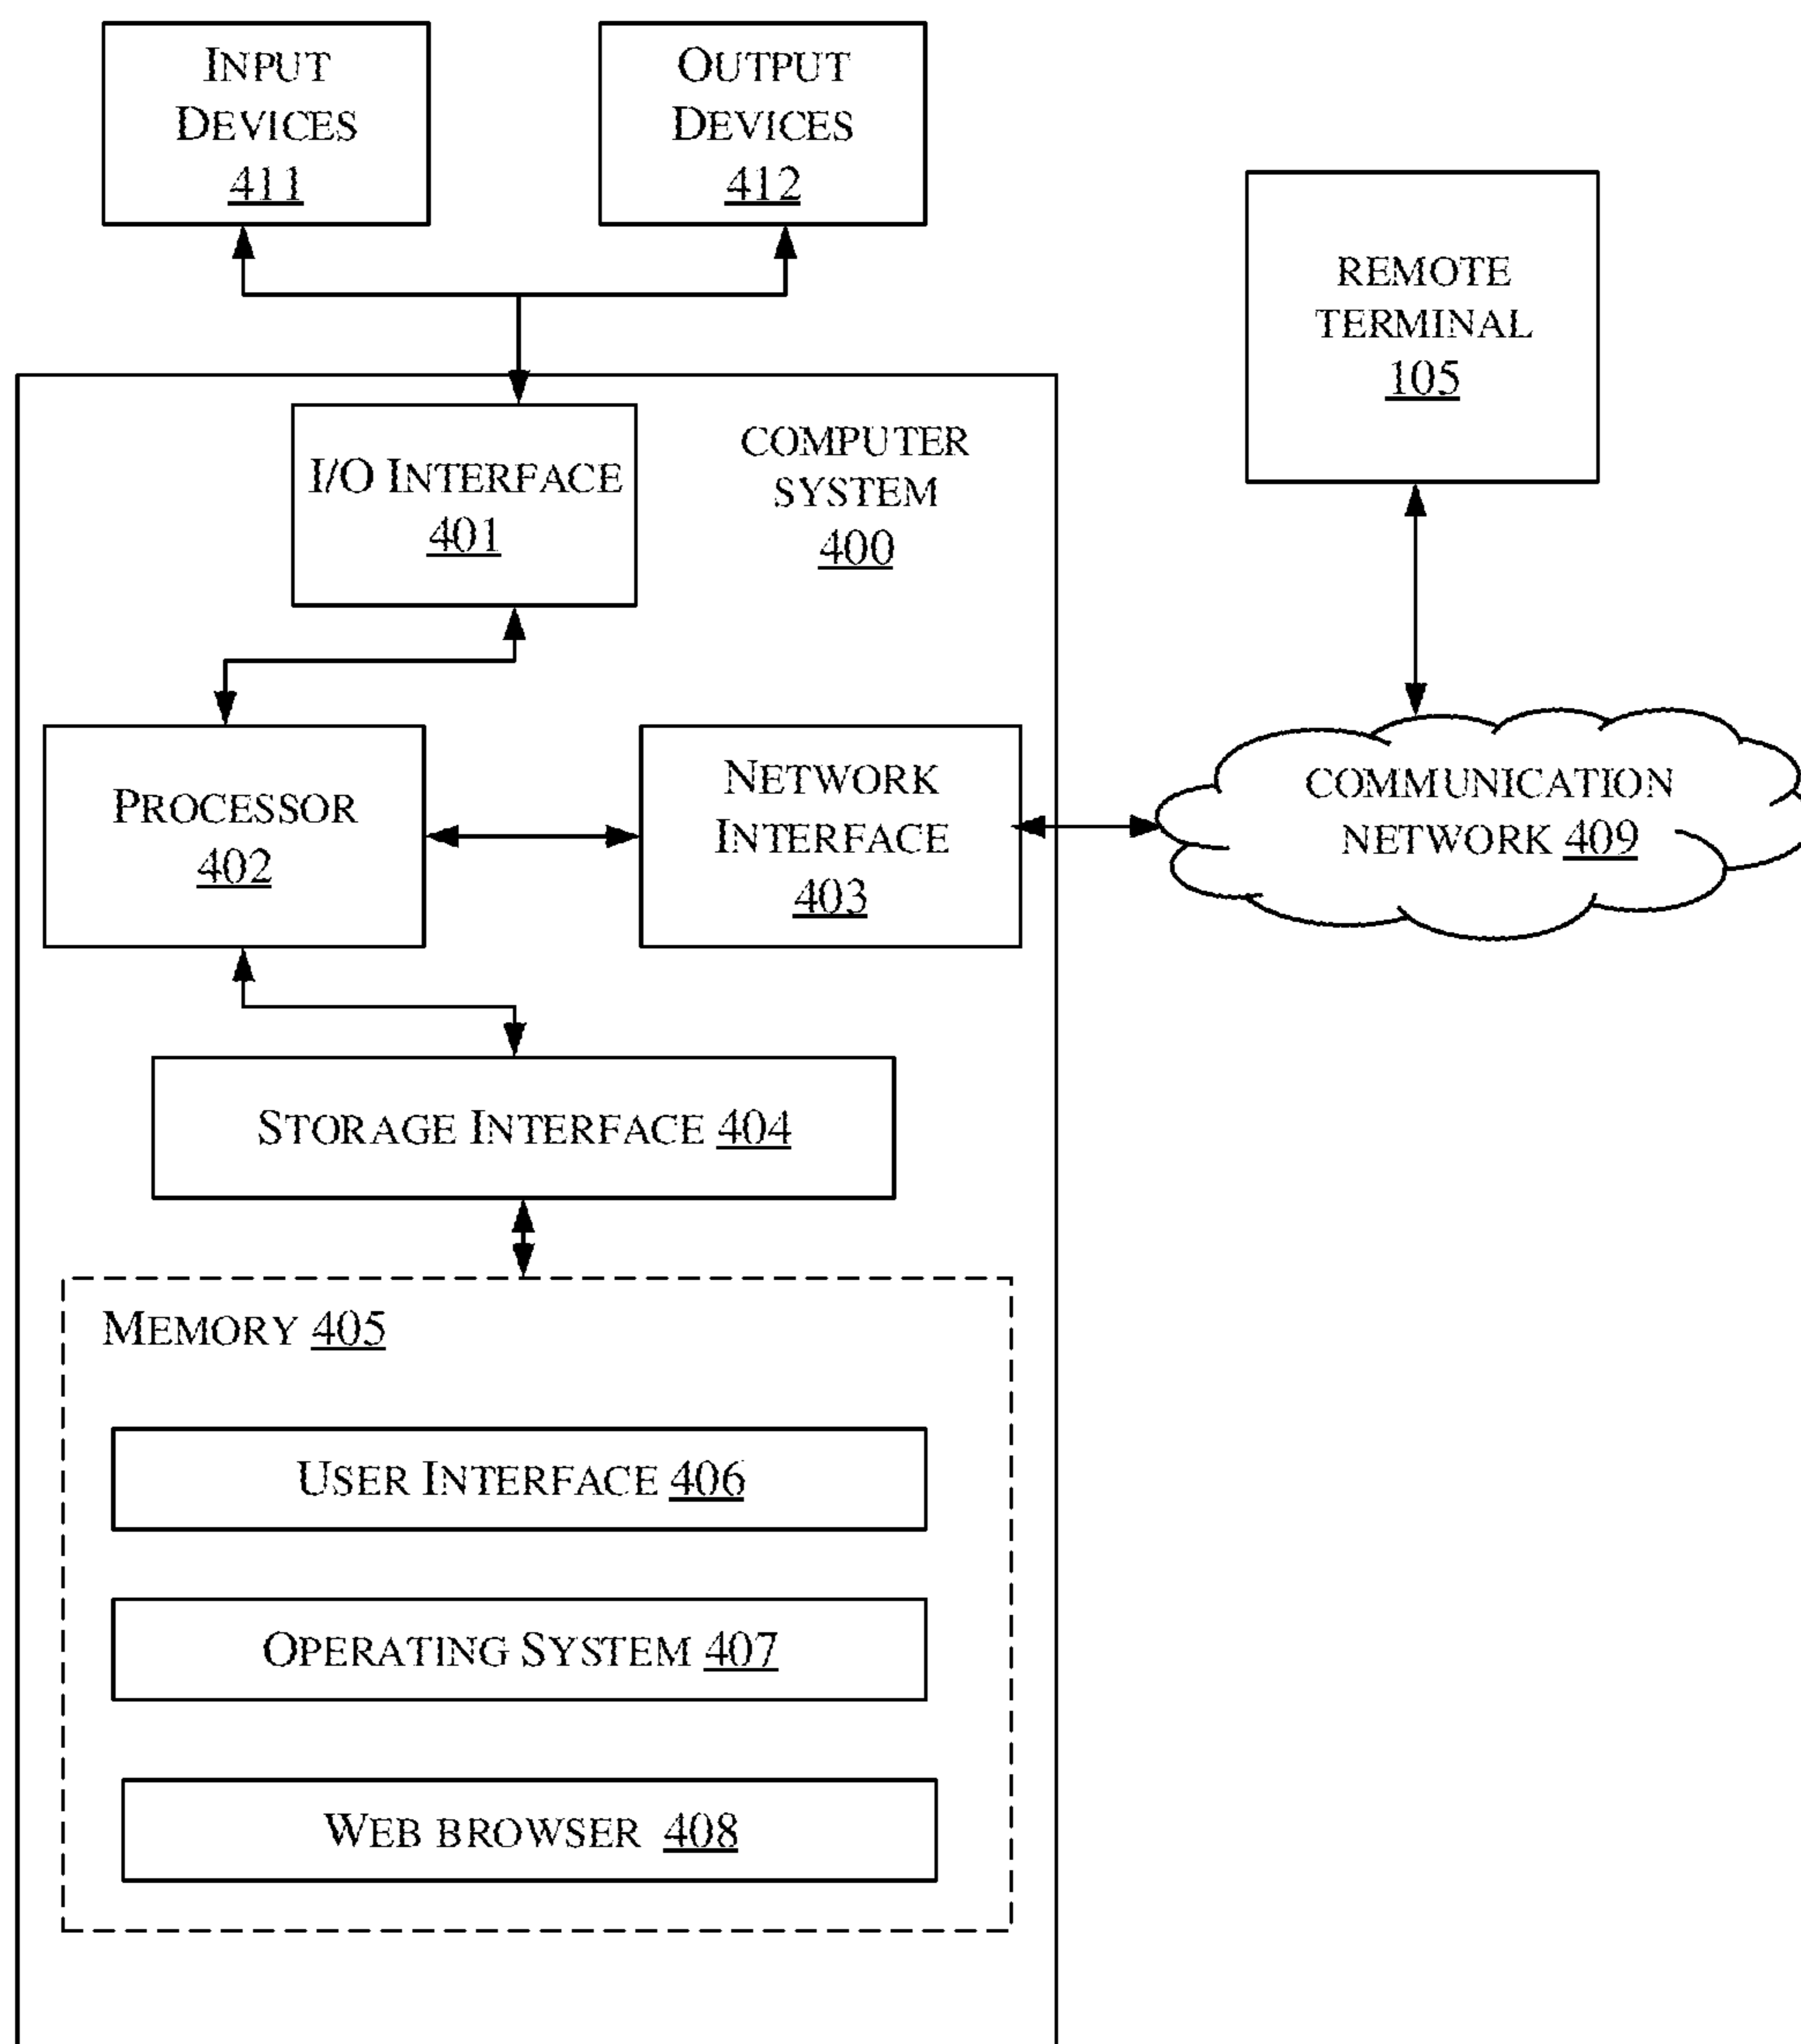 INPUT
DEVICES
411
OUTPUT
DEVICES
412
REMOTE
TERMINAL
105
COMPUTER
SYSTEM
400
I/O INTERFACE
401
PROCESSOR
402
NETWORK
INTERFACE
403
COMMUNICATION
NETWORK 409
STORAGE INTERFACE 404
MEMORY 405
USER INTERFACE 406
OPERATING SYSTEM 407
WEB BROWSER 408